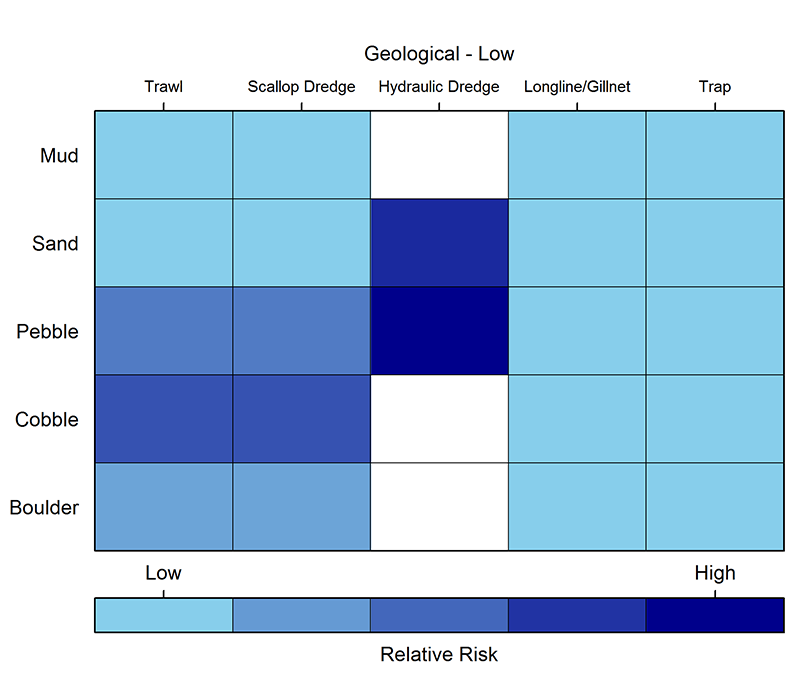 Geological - Low
Trawl Scallop Dredge Hydraulic Dredge Longline/Gillnet Trap
Mud
Sand
Pebble
Cobble
Boulder
Low High
Relative Risk